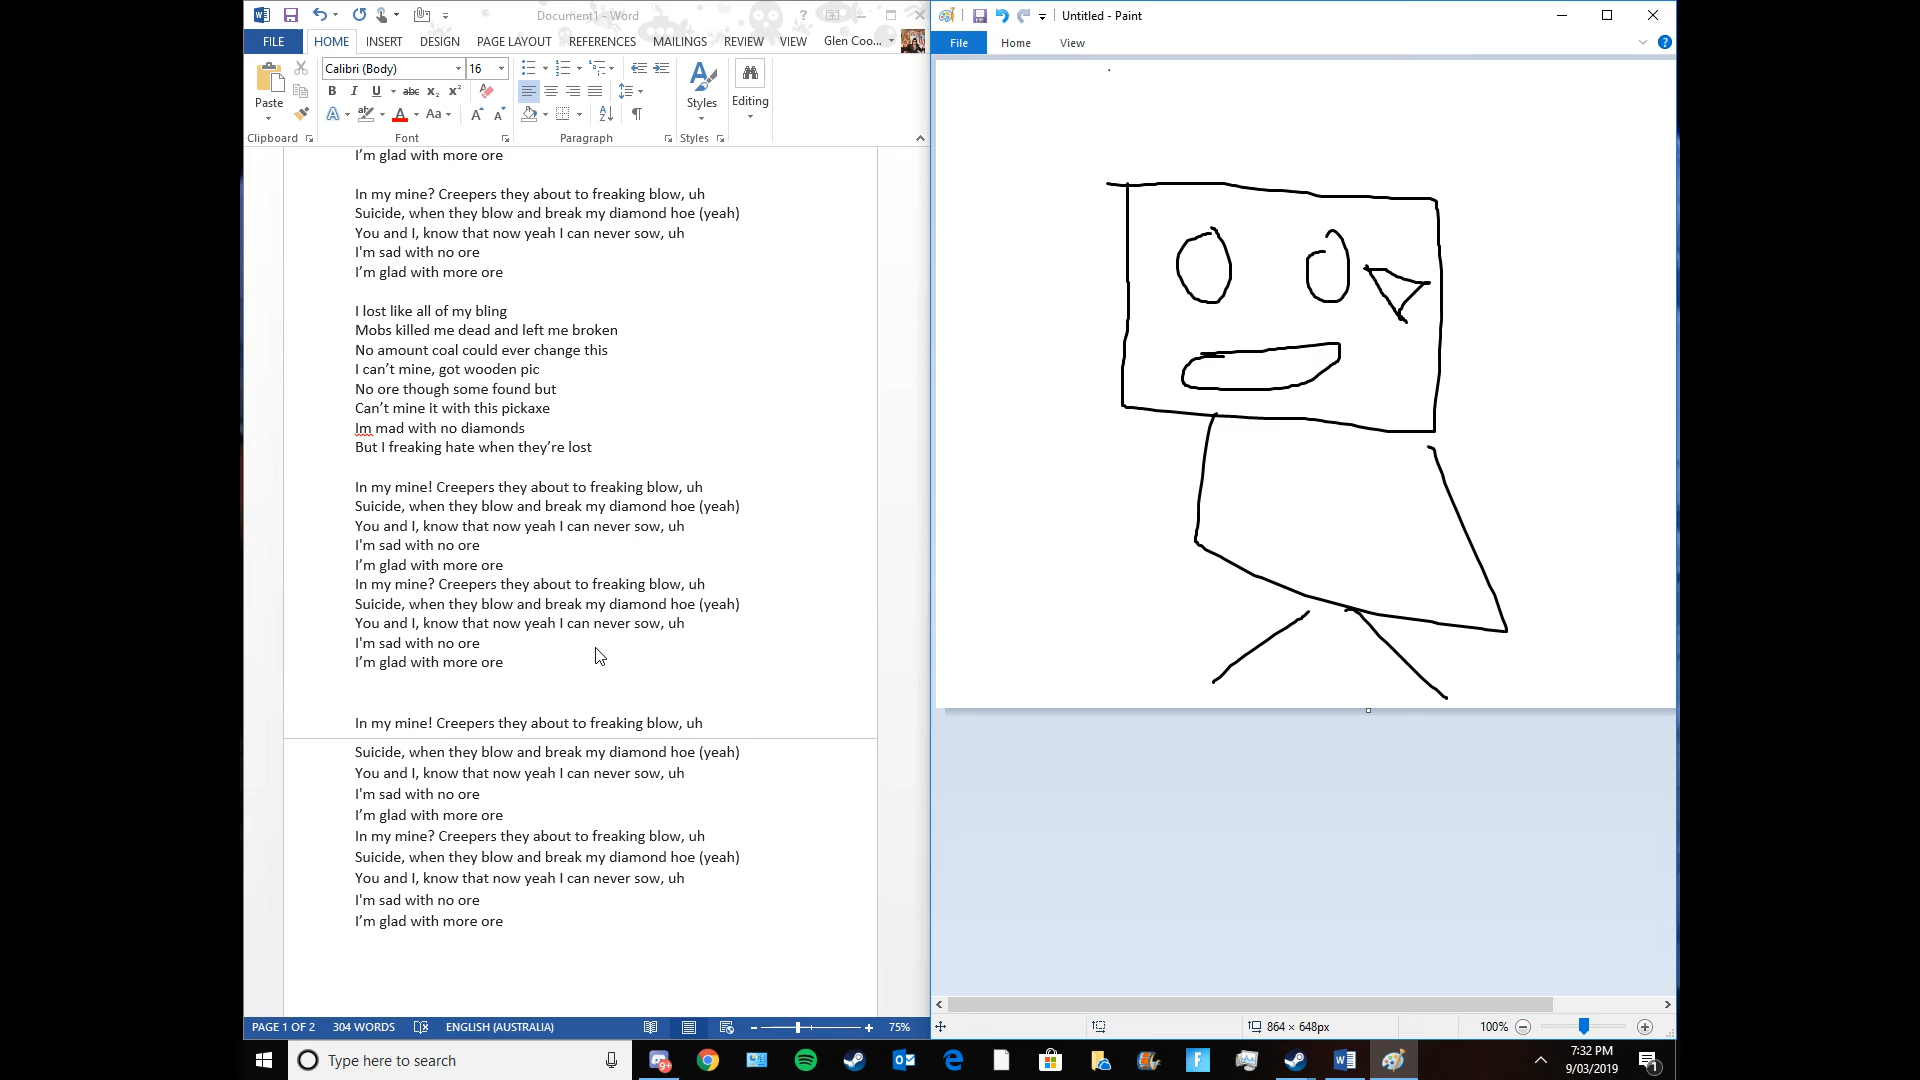 Document1 - Word
FILE HOME INSERT DESIGN PAGE LAYOUT REFERENCES MAILINGS REVIEW VIEW Glen Coo...
Calibri (Body) 16
Paste
B I U abc x₂ x²
A A Aa A A
Styles
Editing
Clipboard Font Paragraph Styles
I’m glad with more ore
In my mine? Creepers they about to freaking blow, uh
Suicide, when they blow and break my diamond hoe (yeah)
You and I, know that now yeah I can never sow, uh
I'm sad with no ore
I’m glad with more ore
I lost like all of my bling
Mobs killed me dead and left me broken
No amount coal could ever change this
I can’t mine, got wooden pic
No ore though some found but
Can’t mine it with this pickaxe
Im mad with no diamonds
But I freaking hate when they’re lost
In my mine! Creepers they about to freaking blow, uh
Suicide, when they blow and break my diamond hoe (yeah)
You and I, know that now yeah I can never sow, uh
I'm sad with no ore
I’m glad with more ore
In my mine? Creepers they about to freaking blow, uh
Suicide, when they blow and break my diamond hoe (yeah)
You and I, know that now yeah I can never sow, uh
I'm sad with no ore
I’m glad with more ore
In my mine! Creepers they about to freaking blow, uh
Suicide, when they blow and break my diamond hoe (yeah)
You and I, know that now yeah I can never sow, uh
I'm sad with no ore
I’m glad with more ore
In my mine? Creepers they about to freaking blow, uh
Suicide, when they blow and break my diamond hoe (yeah)
You and I, know that now yeah I can never sow, uh
I'm sad with no ore
I’m glad with more ore
PAGE 1 OF 2 304 WORDS ENGLISH (AUSTRALIA) 75%
Untitled - Paint
File Home View
864 × 648px 100%
Type here to search
7:32 PM
9/03/2019